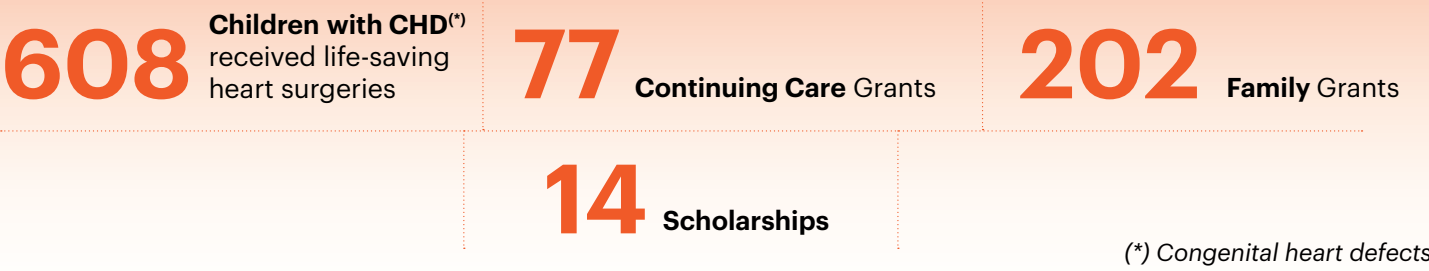 608
Children with CHD(*)
received life-saving
heart surgeries
77 Continuing Care Grants
202 Family Grants
14 Scholarships
(*) Congenital heart defects